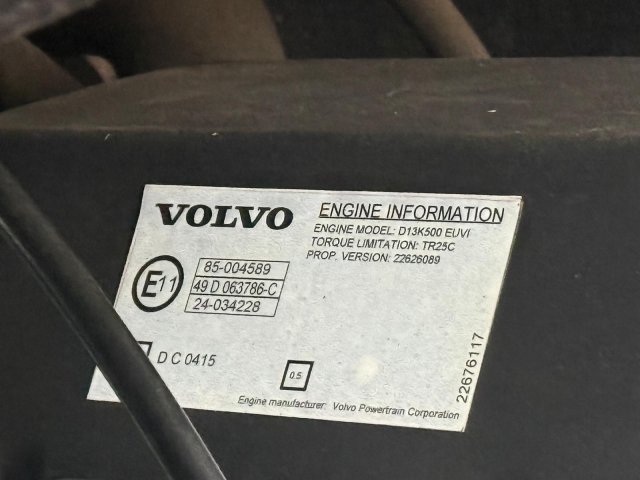 VOLVO
ENGINE INFORMATION
ENGINE MODEL: D13K500 EUVI
TORQUE LIMITATION: TR25C
PROP. VERSION: 22626089
E11
85-004589
49 D 063786-C
24-034228
D C 0415
0.5
22676117
Engine manufacturer: Volvo Powertrain Corporation